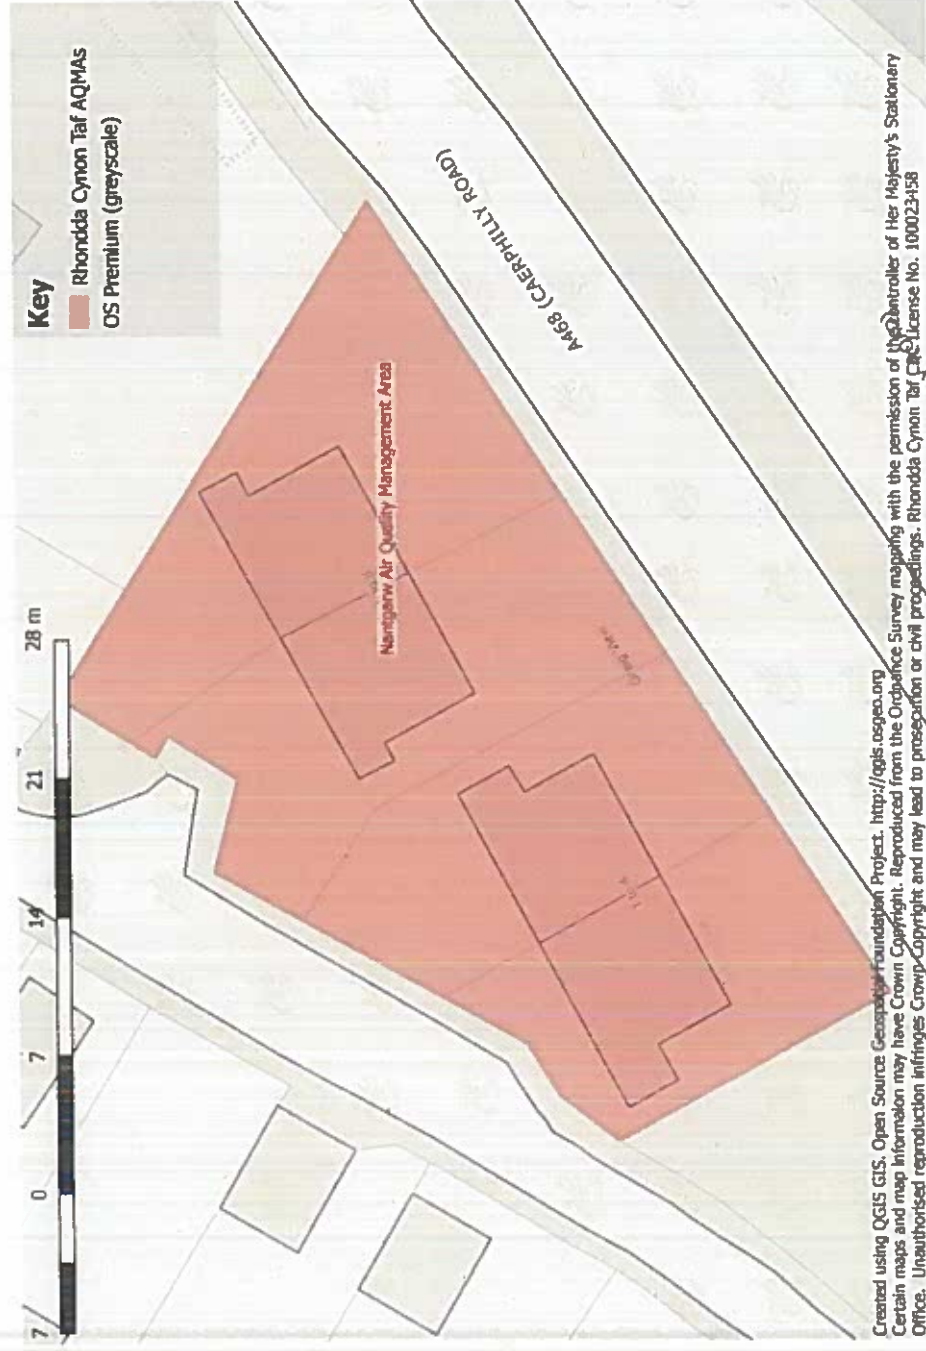 Key
Rhondda Cynon Taf AQMAs
OS Premium (greyscale)
7 0 7 14 21 28 m
Nantgarw Air Quality Management Area
A468 (CAERPHILLY ROAD)
Created using QGIS GIS. Open Source Geospatial Foundation Project. http://qgis.osgeo.org
Certain maps and map informaion may have Crown Copyright. Reproduced from the Ordnance Survey mapping with the permission of the Controller of Her Majesty's Stationary
Office. Unauthorised reproduction infringes Crown Copyright and may lead to prosecution or civil proceedings. Rhondda Cynon Taf CBC License No. 100023458